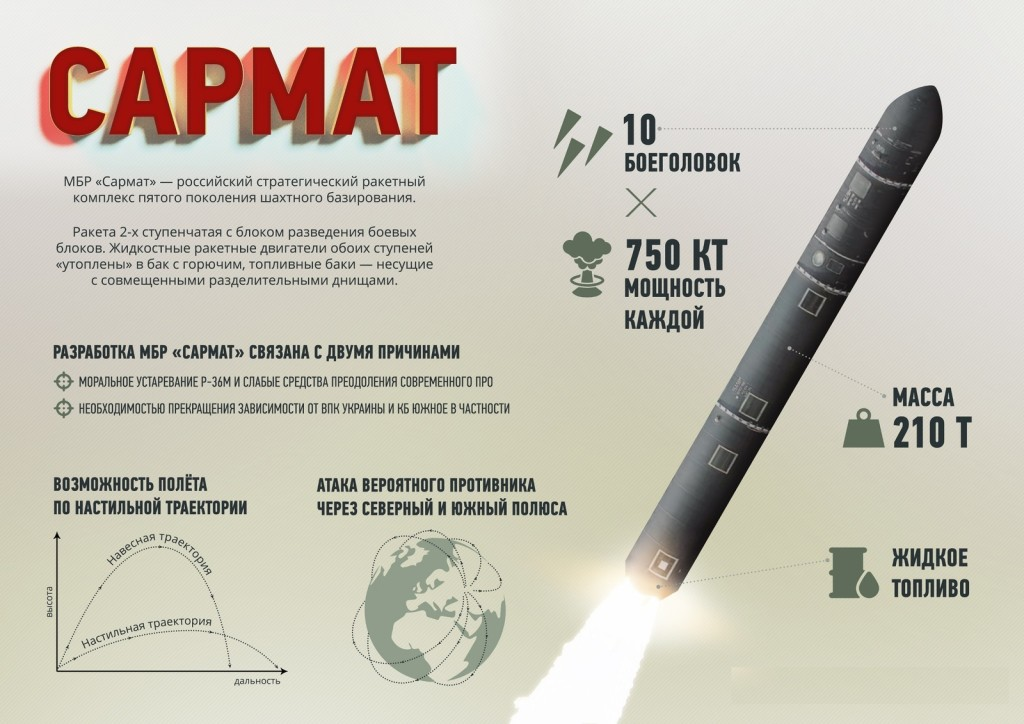 САРМАТ
МБР «Сармат» — российский стратегический ракетный
комплекс пятого поколения шахтного базирования.
Ракета 2-х ступенчатая с блоком разведения боевых
блоков. Жидкостные ракетные двигатели обоих ступеней
«утоплены» в бак с горючим, топливные баки — несущие
с совмещенными разделительными днищами.
РАЗРАБОТКА МБР «САРМАТ» СВЯЗАНА С ДВУМЯ ПРИЧИНАМИ
МОРАЛЬНОЕ УСТАРЕВАНИЕ Р-36М И СЛАБЫЕ СРЕДСТВА ПРЕОДОЛЕНИЯ СОВРЕМЕННОГО ПРО
НЕОБХОДИМОСТЬЮ ПРЕКРАЩЕНИЯ ЗАВИСИМОСТИ ОТ ВПК УКРАИНЫ И КБ ЮЖНОЕ В ЧАСТНОСТИ
ВОЗМОЖНОСТЬ ПОЛЁТА
ПО НАСТИЛЬНОЙ ТРАЕКТОРИИ
высота
Навесная траектория
Настильная траектория
дальность
АТАКА ВЕРОЯТНОГО ПРОТИВНИКА
ЧЕРЕЗ СЕВЕРНЫЙ И ЮЖНЫЙ ПОЛЮСА
10
БОЕГОЛОВОК
750 КТ
МОЩНОСТЬ
КАЖДОЙ
МАССА
210 Т
ЖИДКОЕ
ТОПЛИВО